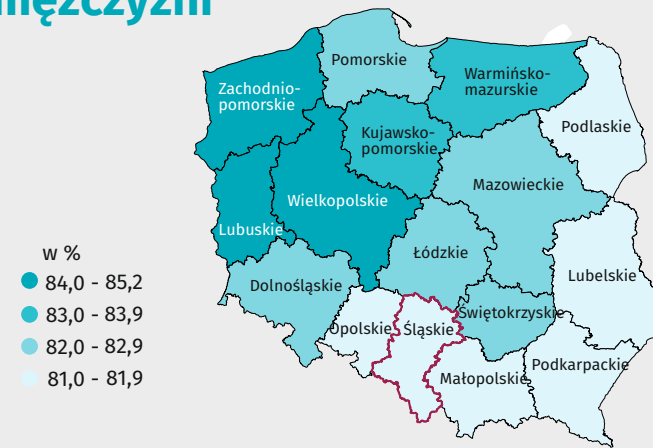 mężczyźni
Pomorskie
Zachodnio-
pomorskie
Warmińsko-
mazurskie
Podlaskie
Kujawsko-
pomorskie
Mazowieckie
Wielkopolskie
Lubuskie
Łódzkie
Lubelskie
Dolnośląskie
Świętokrzyskie
Opolskie
Śląskie
Podkarpackie
Małopolskie
w %
84,0 - 85,2
83,0 - 83,9
82,0 - 82,9
81,0 - 81,9